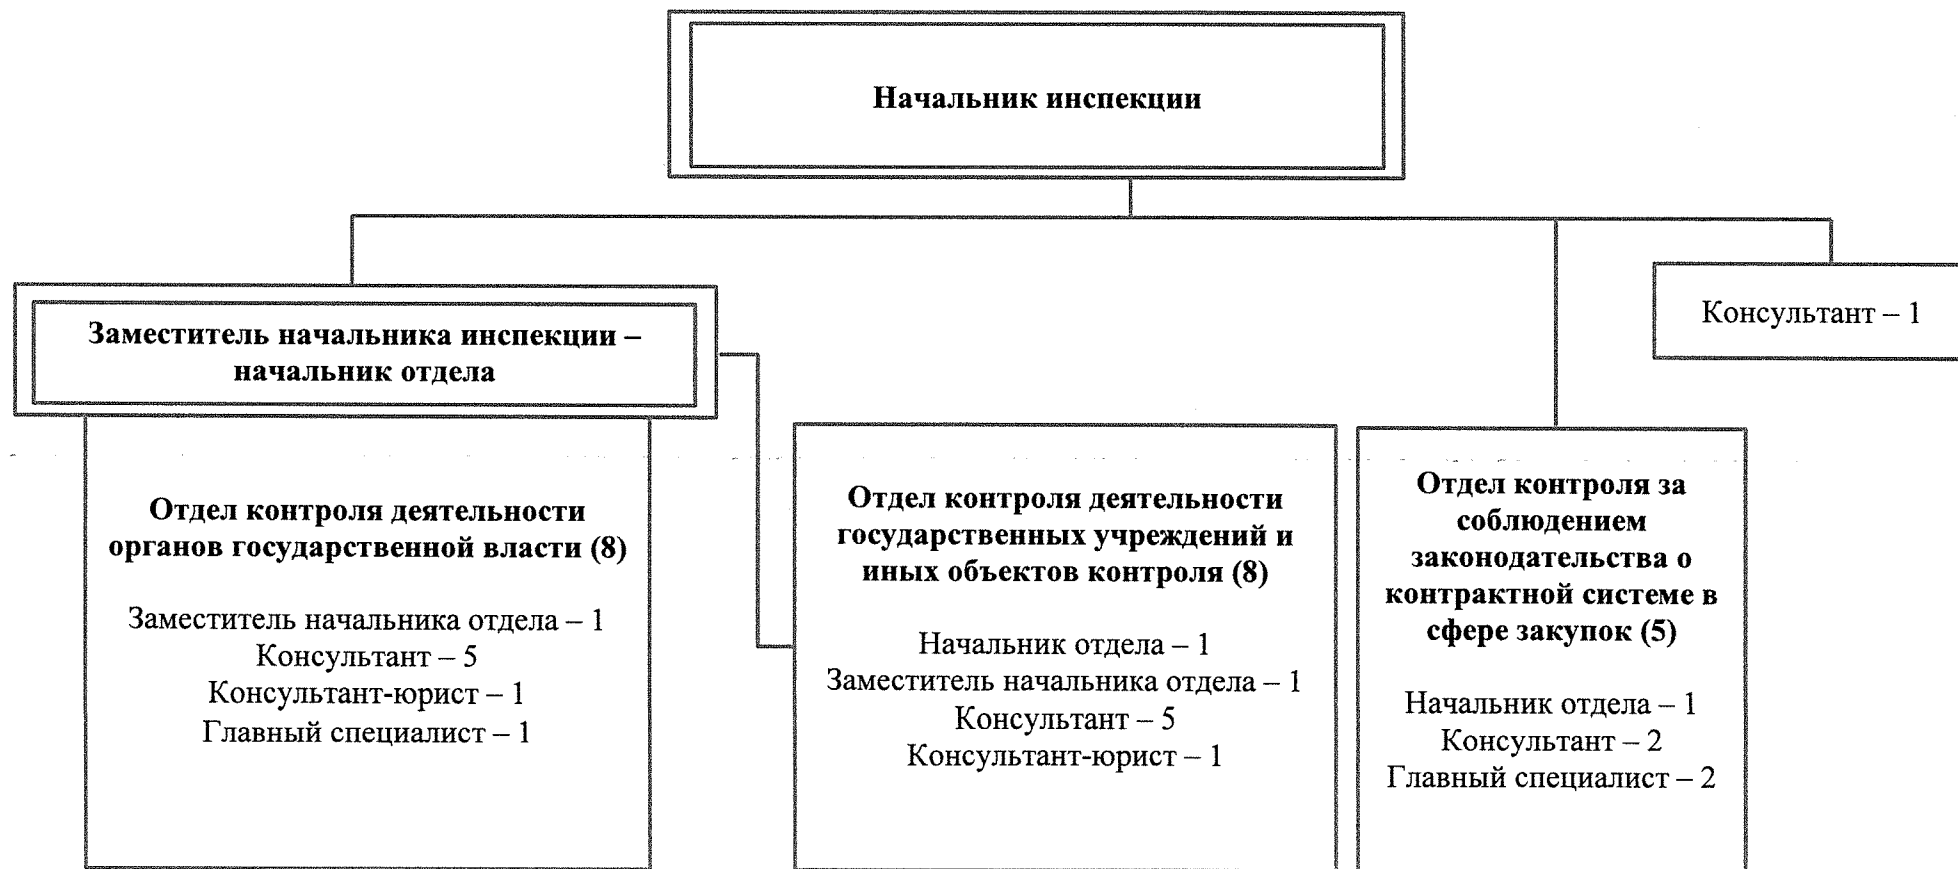 Начальник инспекции
Консультант – 1
Заместитель начальника инспекции –
начальник отдела
Отдел контроля деятельности
органов государственной власти (8)
Заместитель начальника отдела – 1
Консультант – 5
Консультант-юрист – 1
Главный специалист – 1
Отдел контроля деятельности
государственных учреждений и
иных объектов контроля (8)
Начальник отдела – 1
Заместитель начальника отдела – 1
Консультант – 5
Консультант-юрист – 1
Отдел контроля за
соблюдением
законодательства о
контрактной системе в
сфере закупок (5)
Начальник отдела – 1
Консультант – 2
Главный специалист – 2